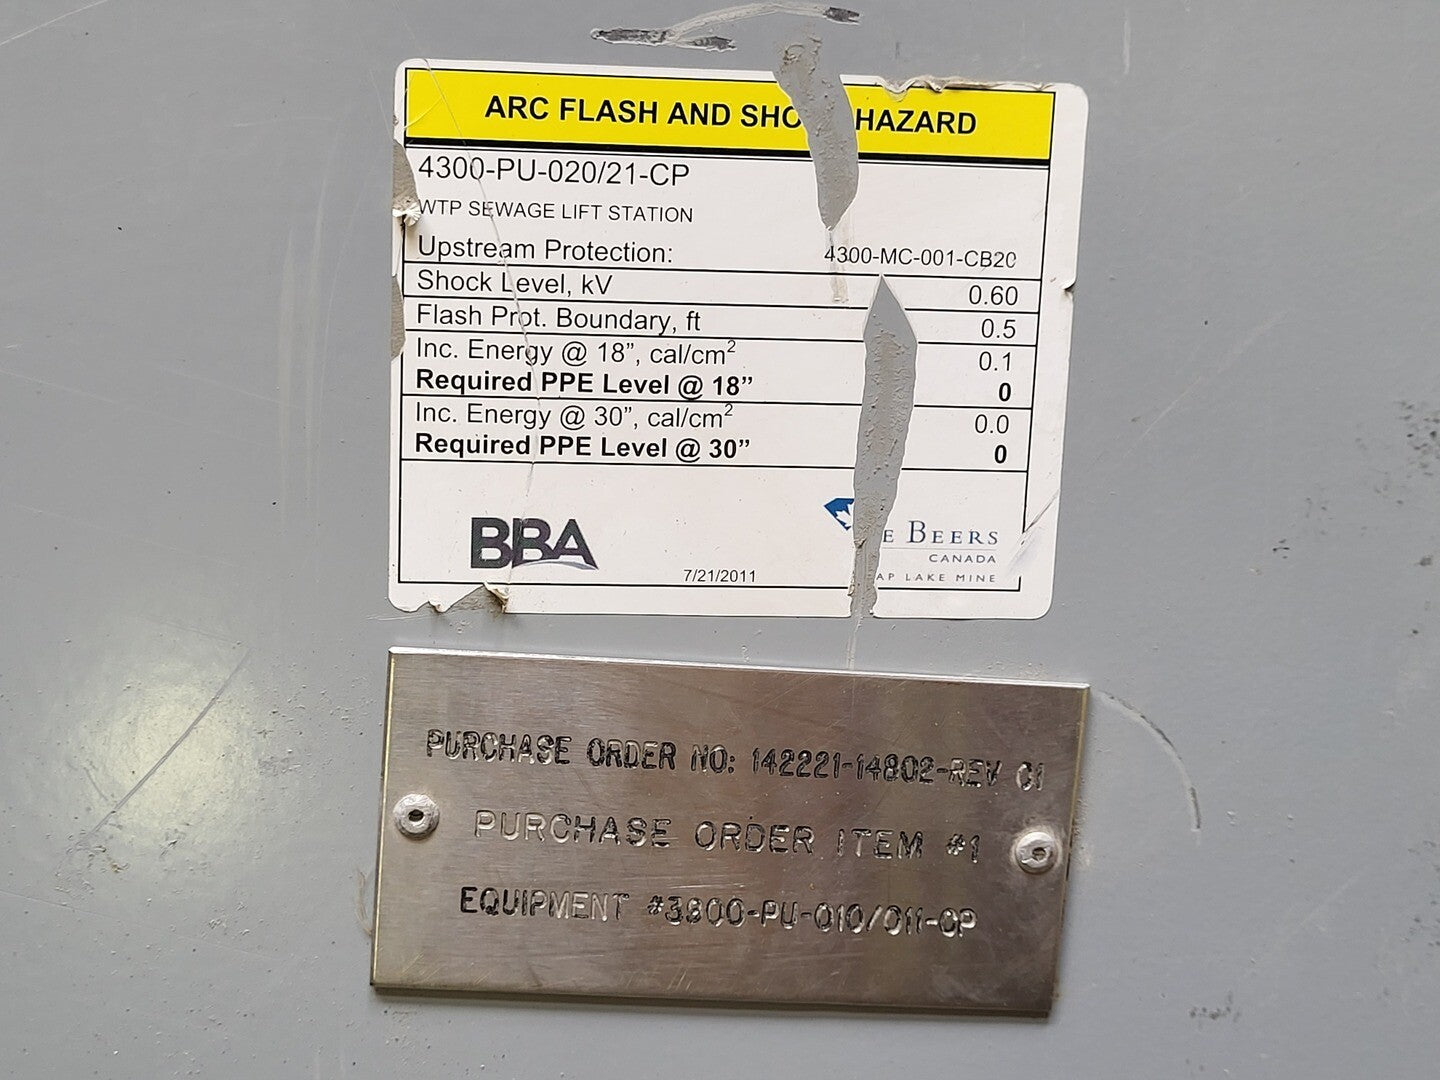 ARC FLASH AND SHO HAZARD
4300-PU-020/21-CP
WTP SEWAGE LIFT STATION
Upstream Protection: 4300-MC-001-CB20
Shock Level, kV 0.60
Flash Prot. Boundary, ft 0.5
Inc. Energy @ 18”, cal/cm² 0.1
Required PPE Level @ 18” 0
Inc. Energy @ 30”, cal/cm² 0.0
Required PPE Level @ 30” 0
BBA
7/21/2011
E BEERS
CANADA
AP LAKE MINE
PURCHASE ORDER NO: 142221-14802-REV 01
PURCHASE ORDER ITEM #1
EQUIPMENT #3800-PU-010/011-CP